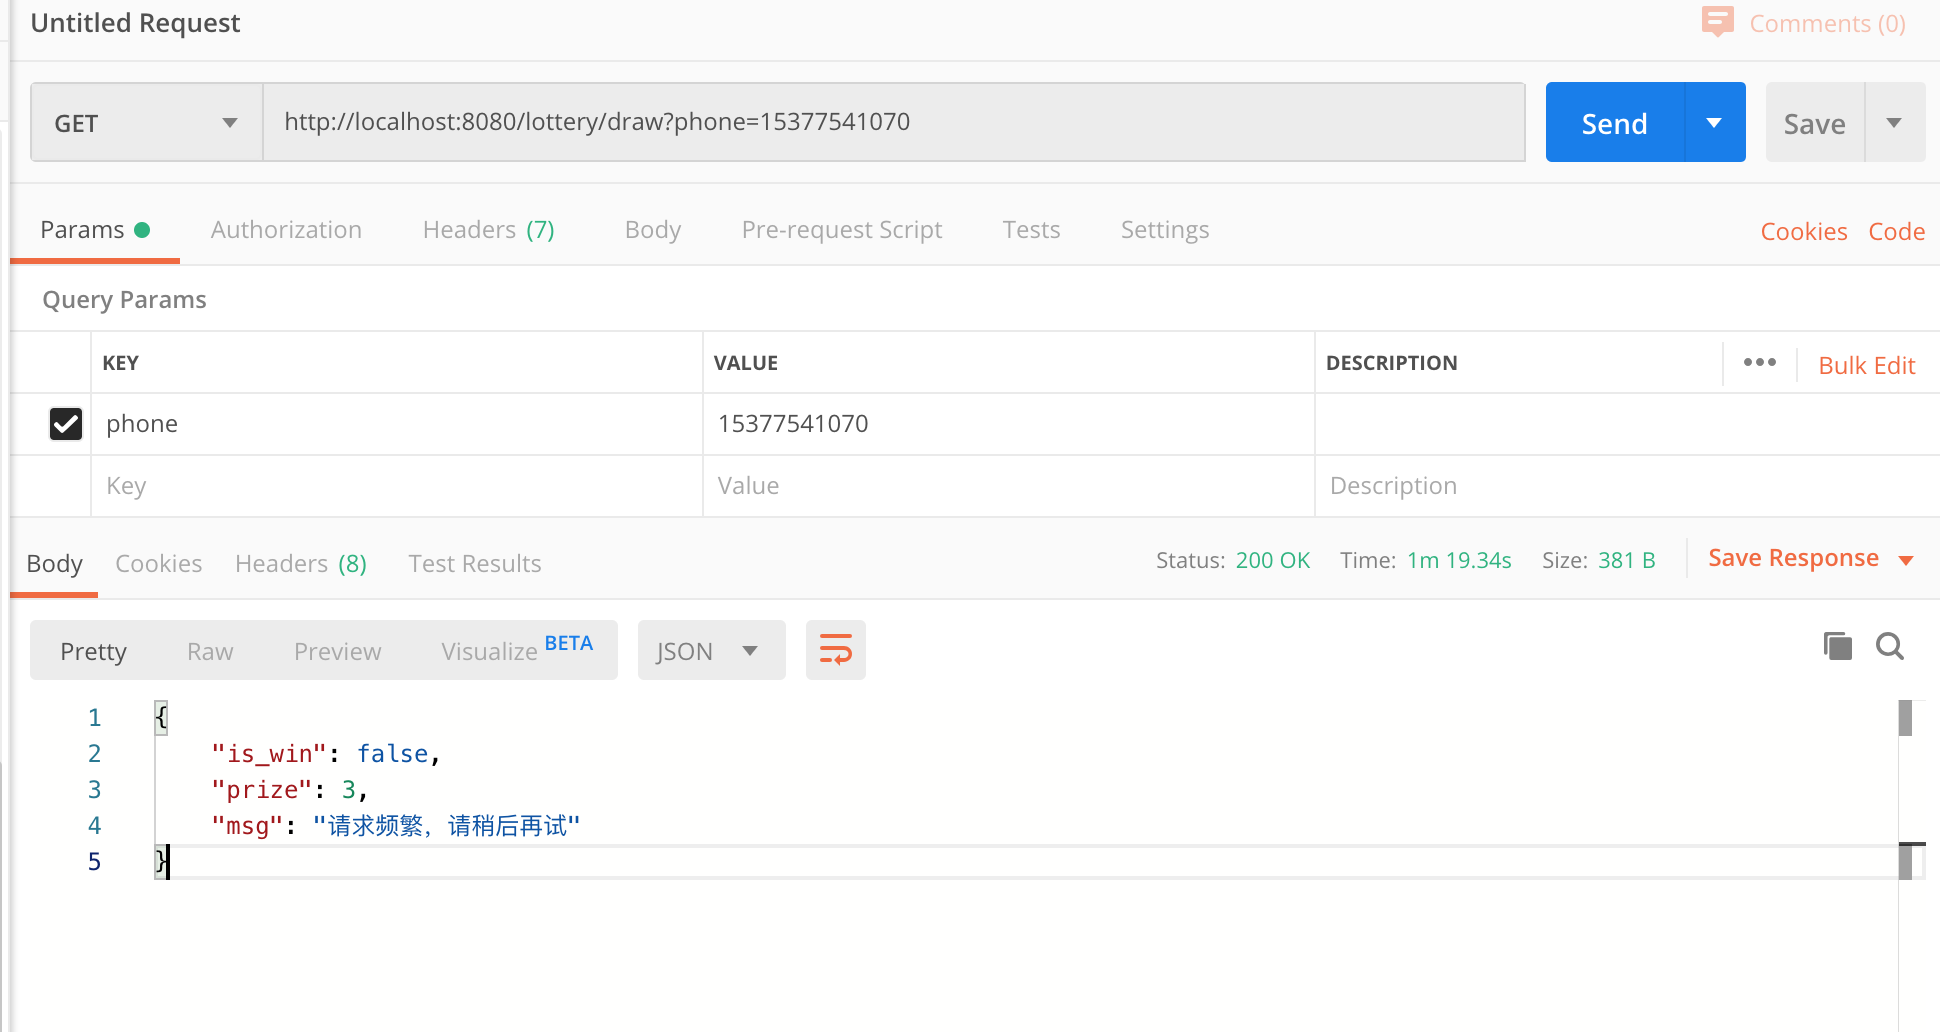 Untitled Request
Comments (0)
GET
http://localhost:8080/lottery/draw?phone=15377541070
Send
Save
Params
Authorization
Headers (7)
Body
Pre-request Script
Tests
Settings
Cookies
Code
Query Params
KEY
VALUE
DESCRIPTION
Bulk Edit
phone
15377541070
Key
Value
Description
Body
Cookies
Headers (8)
Test Results
Status: 200 OK
Time: 1m 19.34s
Size: 381 B
Save Response
Pretty
Raw
Preview
Visualize BETA
JSON
1 {
2 "is_win": false,
3 "prize": 3,
4 "msg": "请求频繁，请稍后再试"
5 }